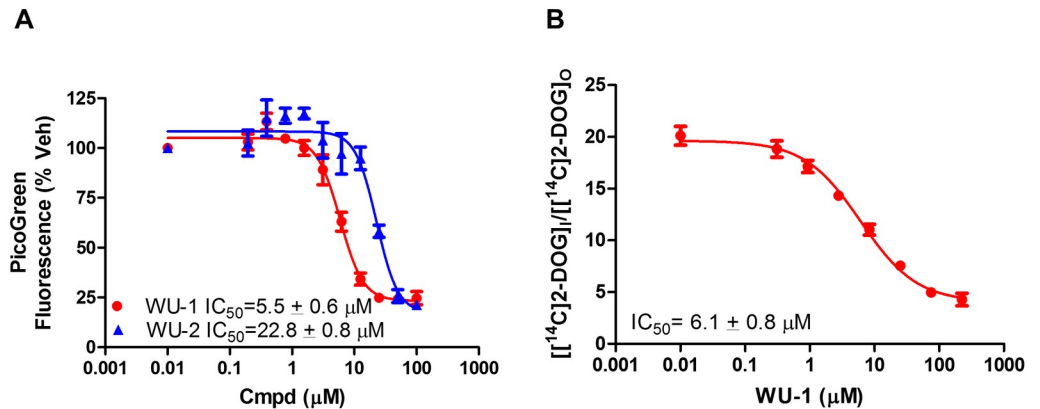 A
PicoGreen
Fluorescence (% Veh)
125
100
75
50
25
0
WU-1 IC50=5.5 ± 0.6 µM
WU-2 IC50=22.8 ± 0.8 µM
0.001
0.1
1
10
100
1000
Cmpd (µM)
B
[[14C]2-DOG]I/[[14C]2-DOG]O
25
20
15
10
5
0
IC50= 6.1 ± 0.8 µM
0.001
0.01
0.1
1
10
100
1000
WU-1 (µM)